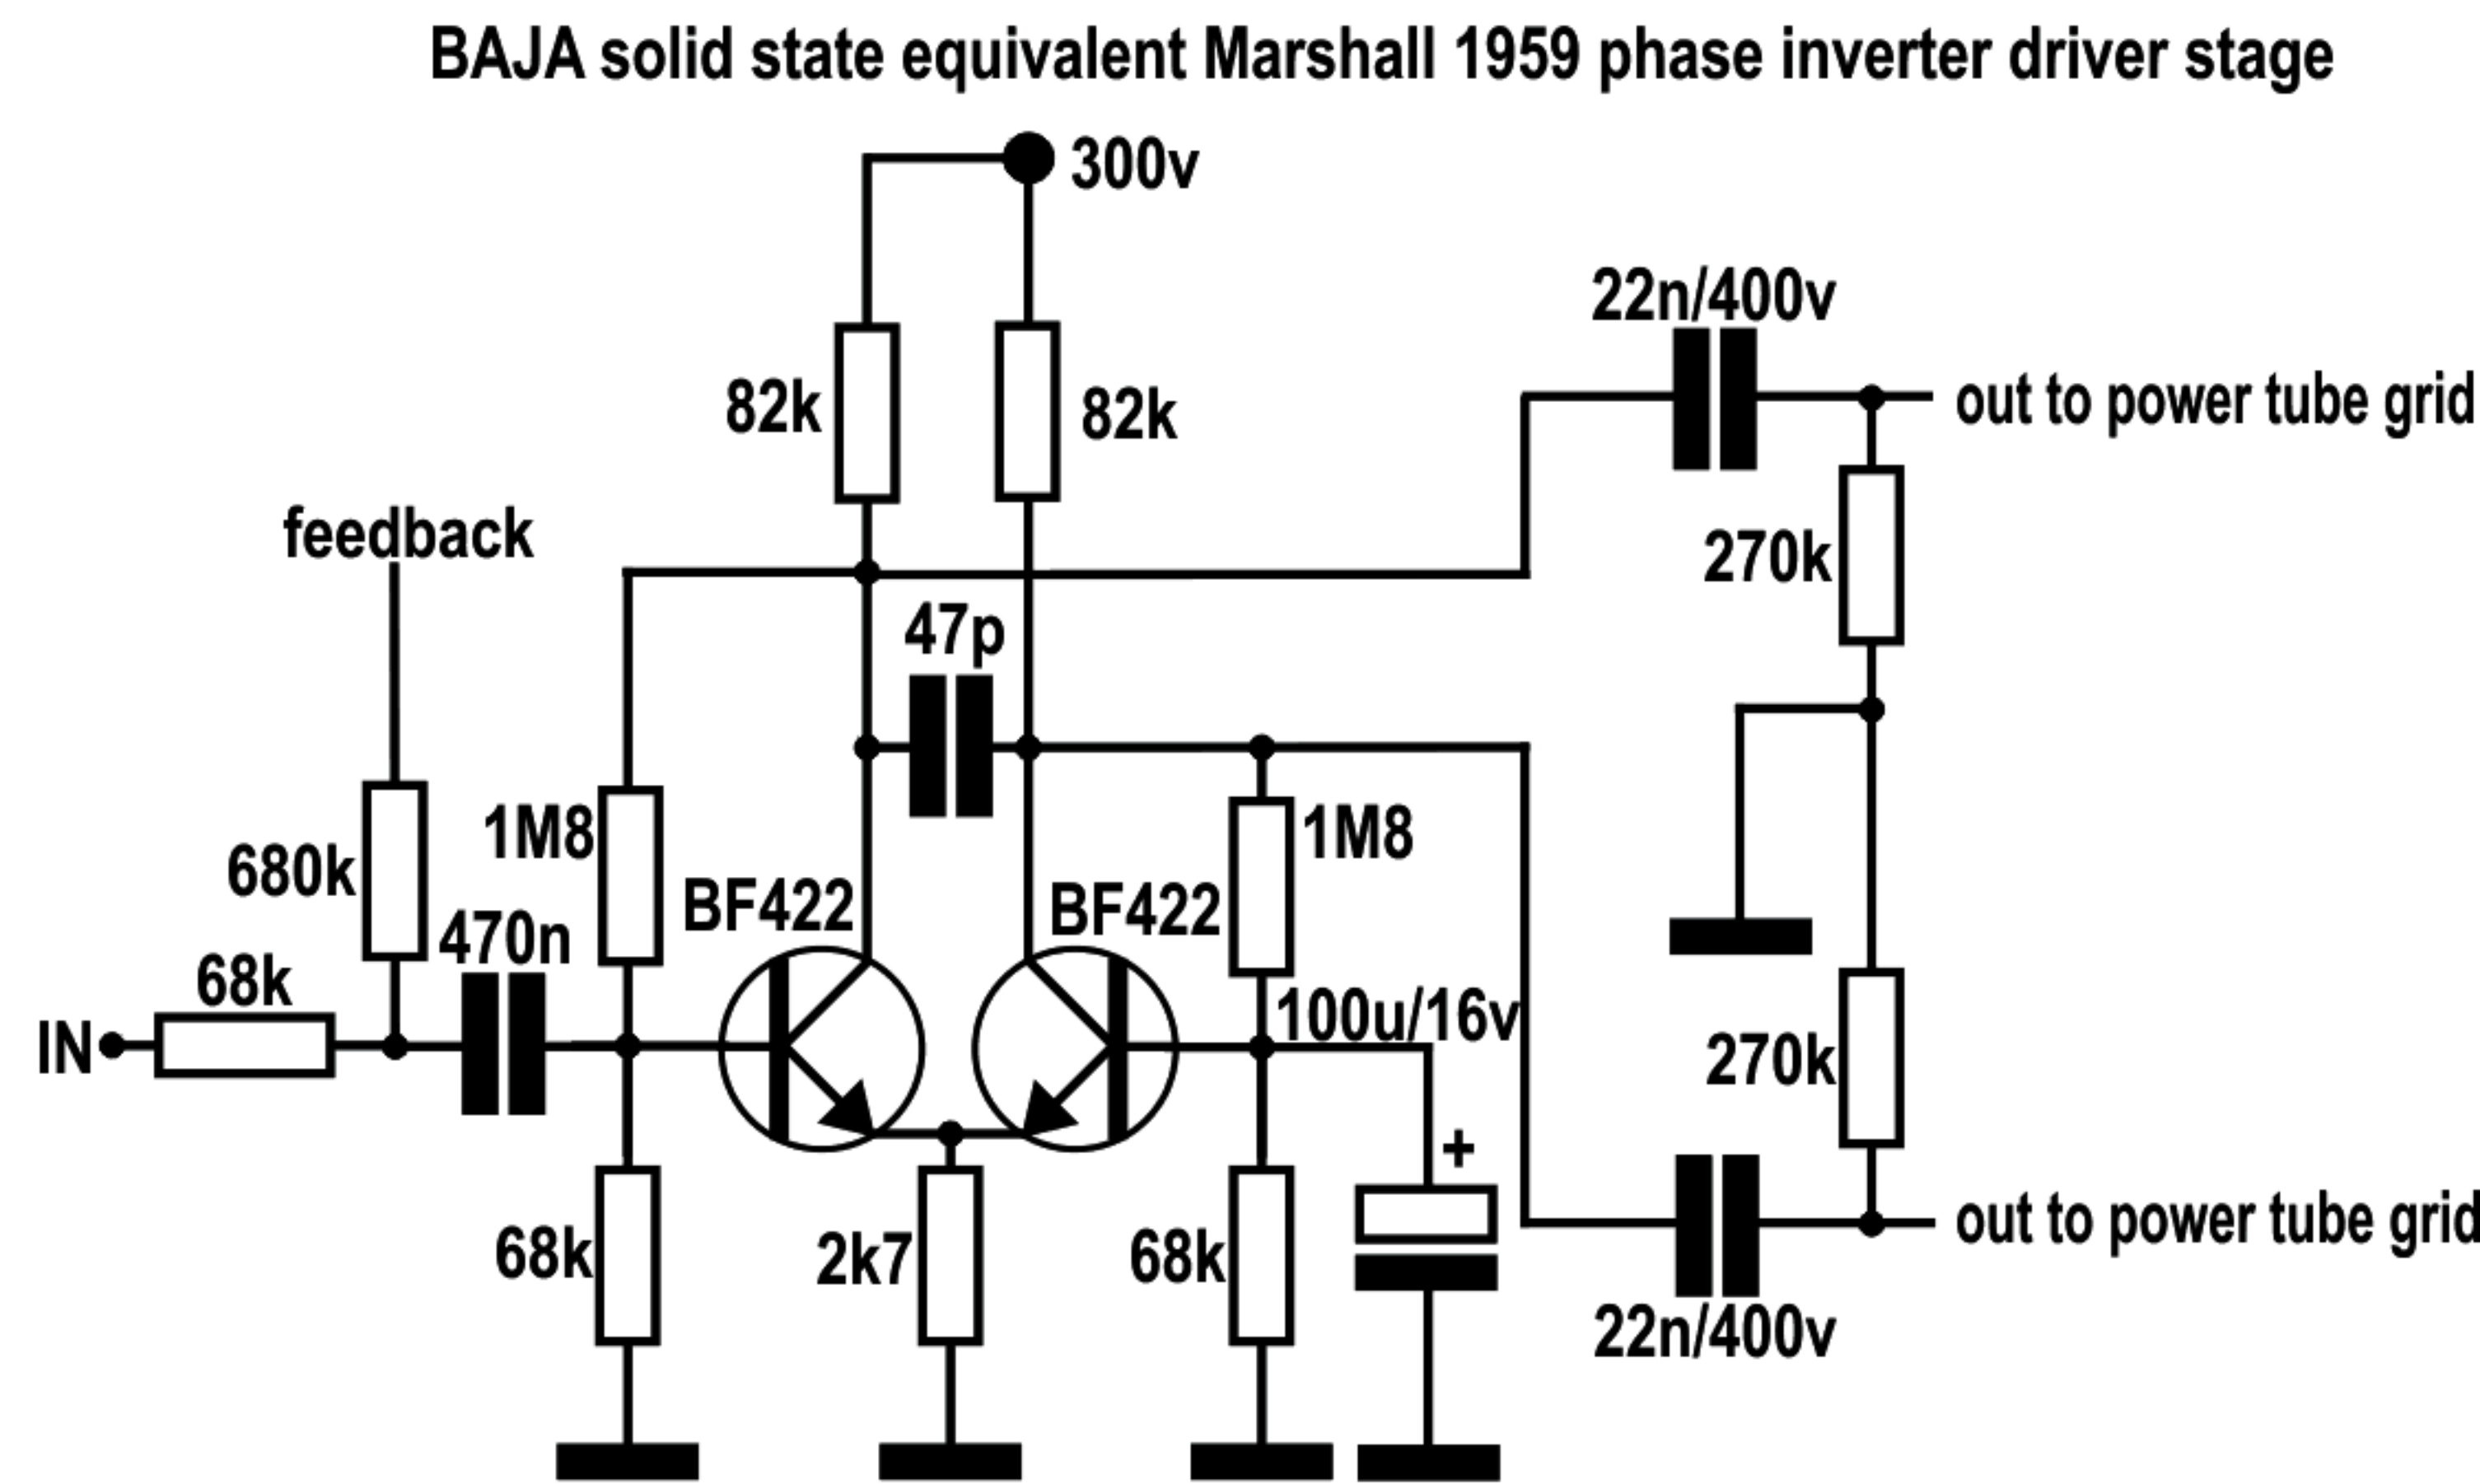 BAJA solid state equivalent Marshall 1959 phase inverter driver stage
300v
22n/400v
82k
82k
out to power tube grid
feedback
270k
47p
680k
1M8
1M8
BF422
BF422
470n
68k
100u/16v
IN
270k
+
68k
2k7
68k
out to power tube grid
22n/400v